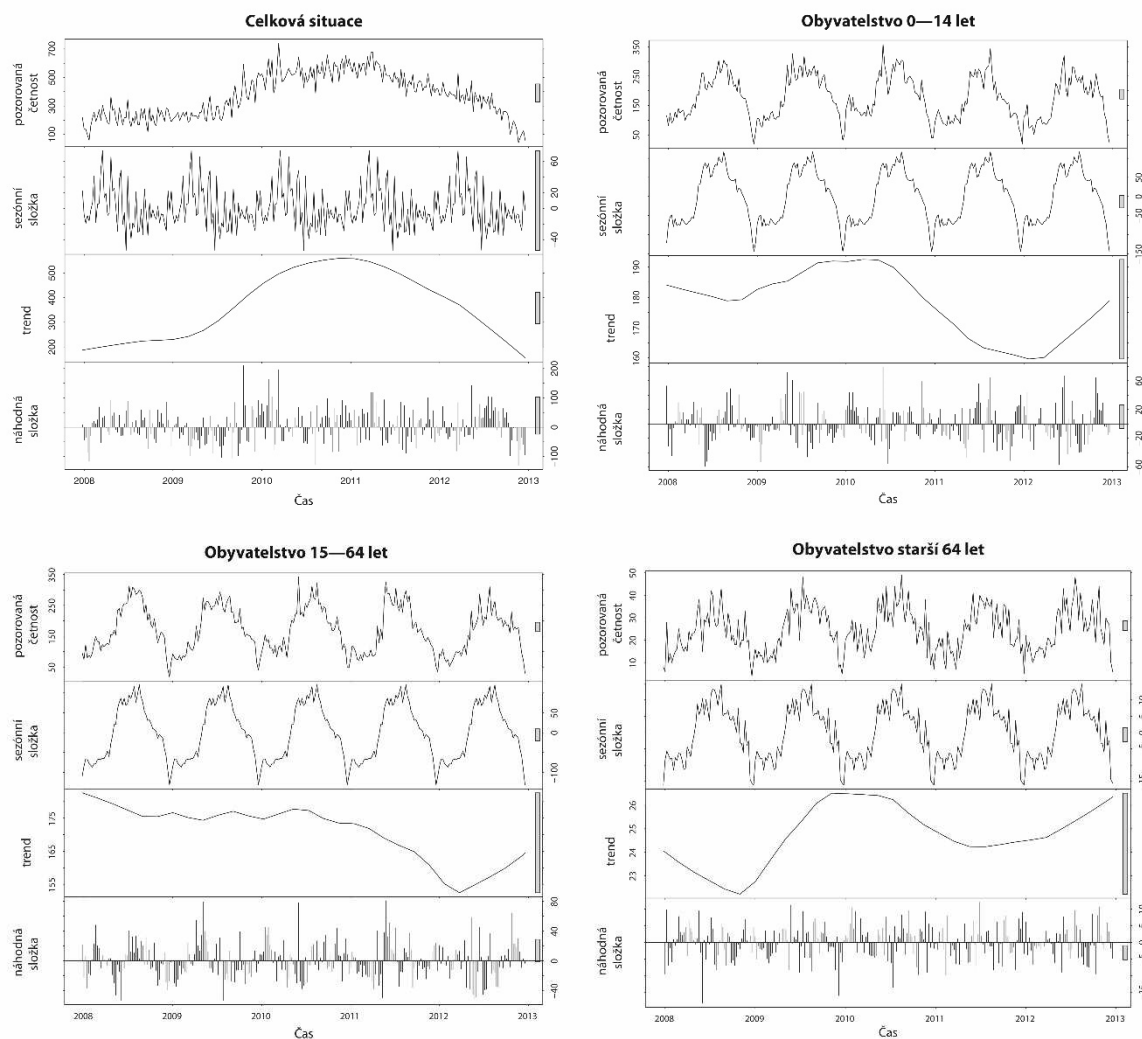 Celková situace
pozorovaná
četnost
100
300
500
700
sezónní
složka
−40
0
20
60
trend
200
300
400
500
náhodná
složka
−100
0
100
200
2008
2009
2010
2011
2012
2013
Čas
Obyvatelstvo 0—14 let
pozorovaná
četnost
50
150
250
350
sezónní
složka
−150
−50
0
50
trend
160
170
180
190
náhodná
složka
60
20
20
60
2008
2009
2010
2011
2012
2013
Čas
Obyvatelstvo 15—64 let
pozorovaná
četnost
50
150
250
350
sezónní
složka
−100
0
50
trend
155
165
175
náhodná
složka
−40
0
40
80
2008
2009
2010
2011
2012
2013
Čas
Obyvatelstvo starší 64 let
pozorovaná
četnost
10
20
30
40
50
sezónní
složka
trend
23
24
25
26
náhodná
složka
2008
2009
2010
2011
2012
2013
Čas